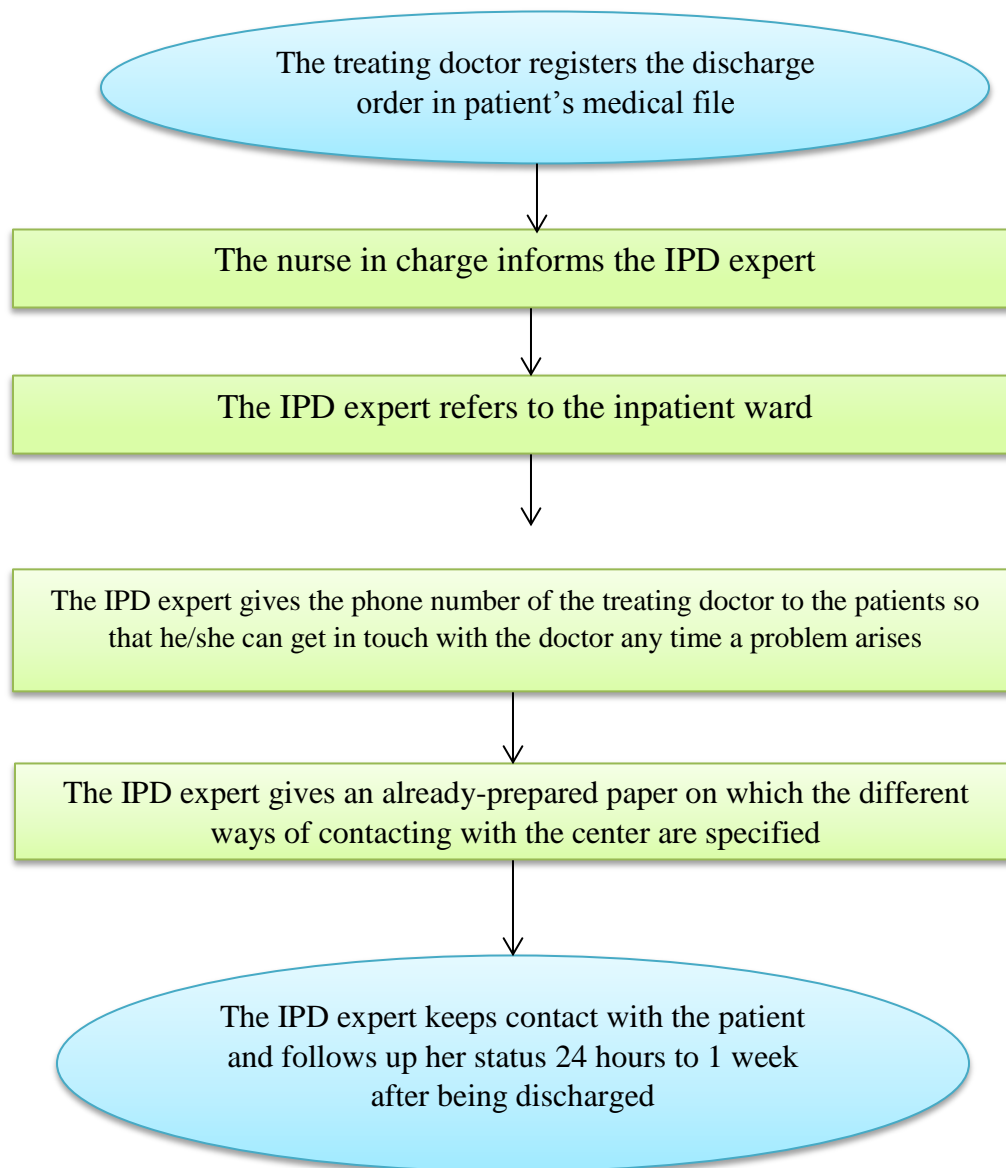 The treating doctor registers the discharge
order in patient’s medical file
The nurse in charge informs the IPD expert
The IPD expert refers to the inpatient ward
The IPD expert gives the phone number of the treating doctor to the patients so
that he/she can get in touch with the doctor any time a problem arises
The IPD expert gives an already-prepared paper on which the different
ways of contacting with the center are specified
The IPD expert keeps contact with the patient
and follows up her status 24 hours to 1 week
after being discharged